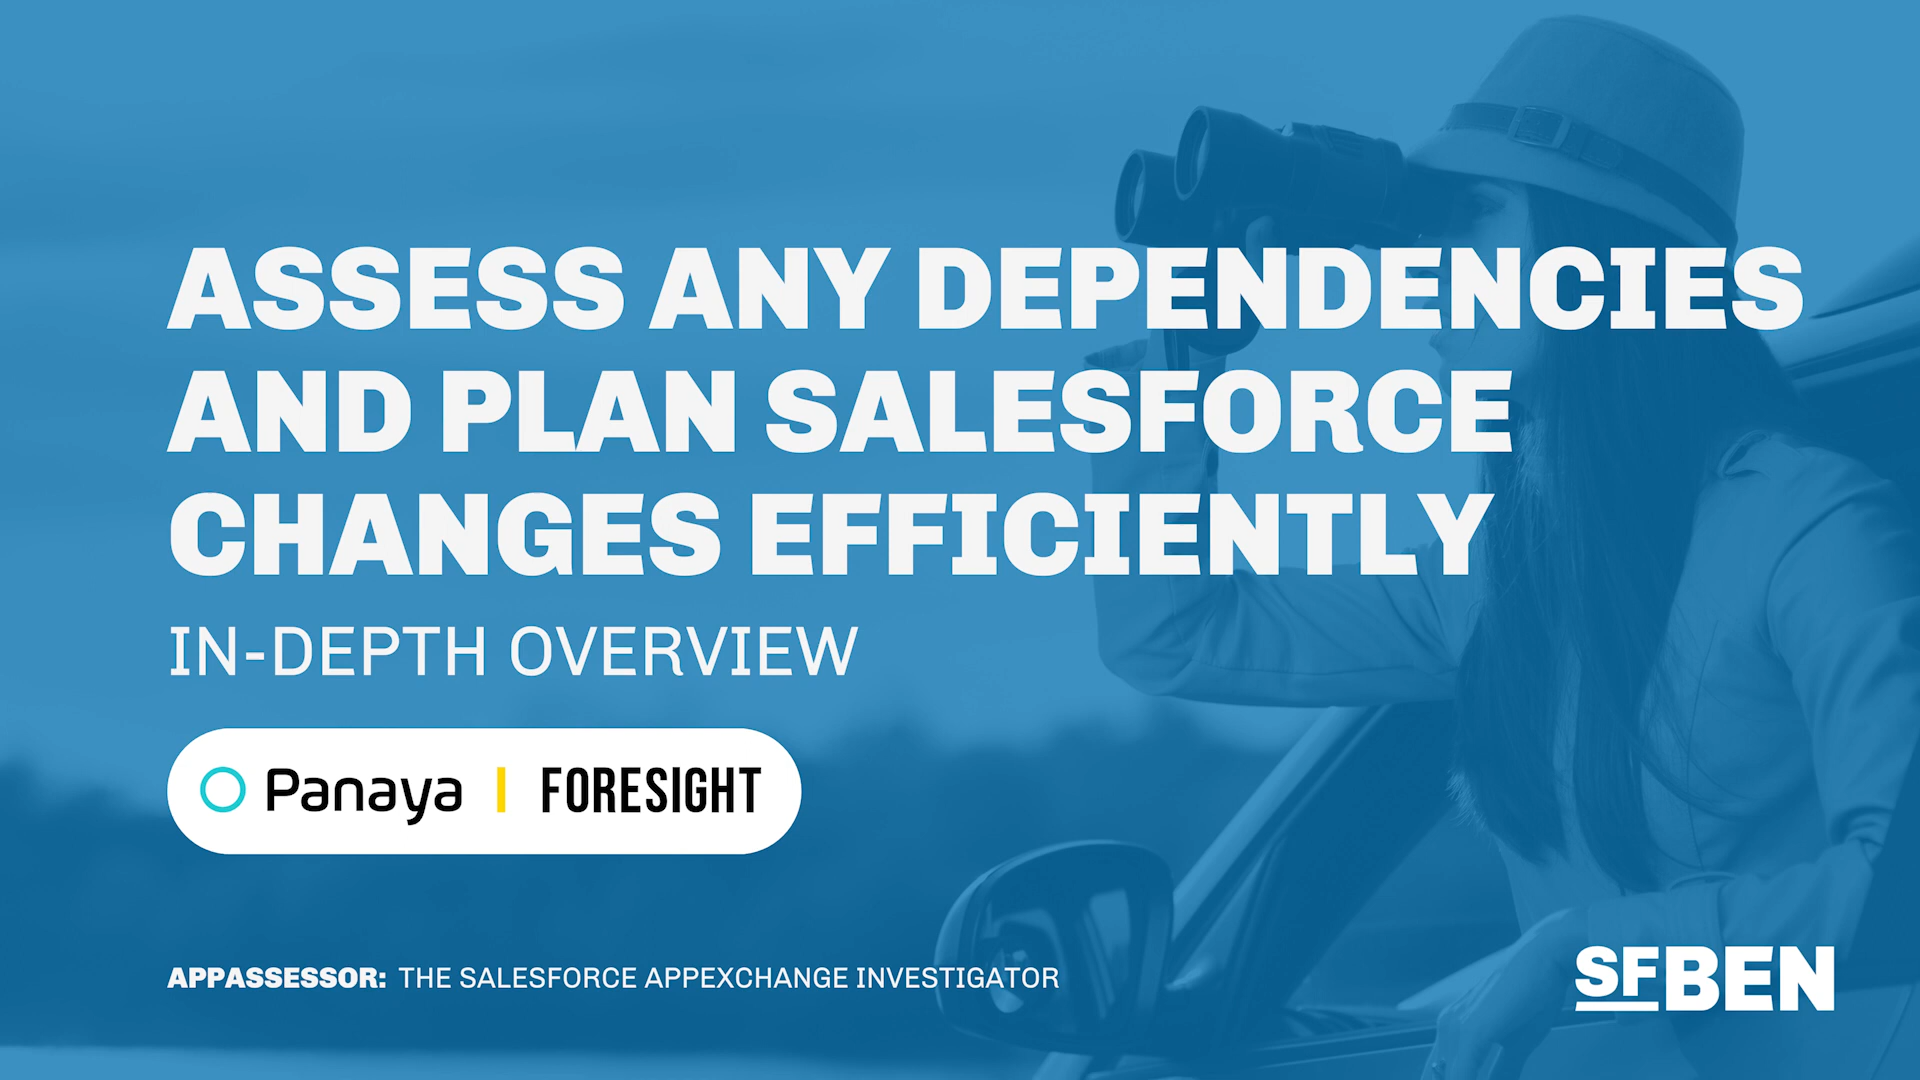 ASSESS ANY DEPENDENCIES
AND PLAN SALESFORCE
CHANGES EFFICIENTLY
IN-DEPTH OVERVIEW
Panaya | FORESIGHT
APPASSESSOR: THE SALESFORCE APPEXCHANGE INVESTIGATOR
SFBEN